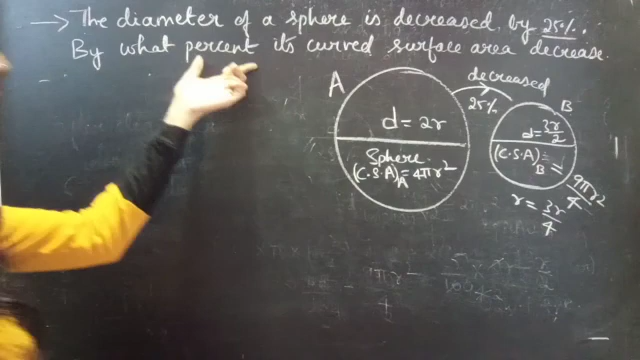 → The diameter of a sphere is decreased by 25%.
By what percent its curved surface area decrease.
decreased
A
25%
B
d = 2r
d = 3r/2
Sphere
(C.S.A)A = 4πr²
(C.S.A)B = 9πr²/4
r = 3r/4